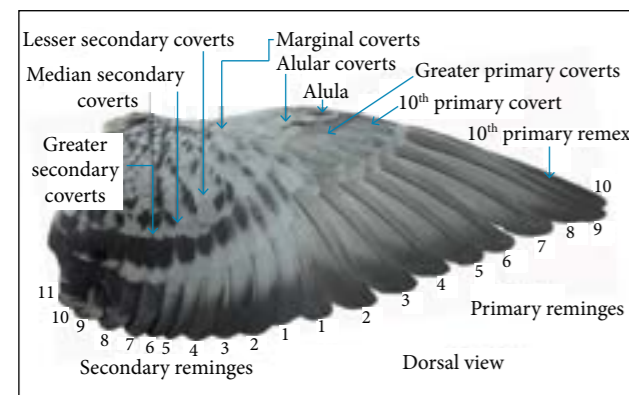 Lesser secondary coverts
Marginal coverts
Median secondary
coverts
Alular coverts
Alula
Greater primary coverts
10th primary covert
10th primary remex
Greater
secondary
coverts
10
9
8
7
6
5
4
3
2
1
1
2
3
4
5
6
7
8
9
10
11
Primary reminges
Secondary reminges
Dorsal view